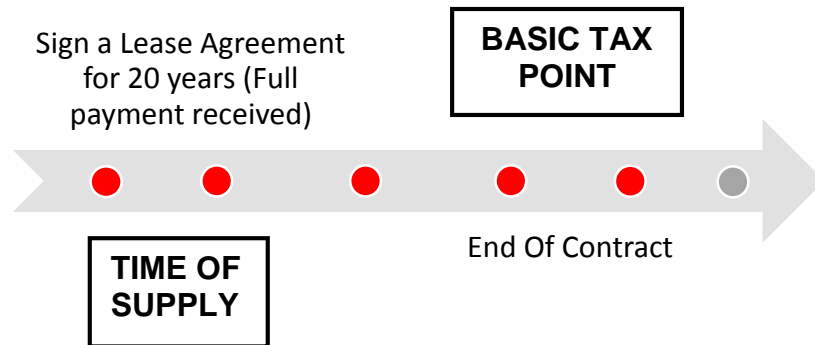 Sign a Lease Agreement
for 20 years (Full
payment received)
BASIC TAX
POINT
TIME OF
SUPPLY
End Of Contract